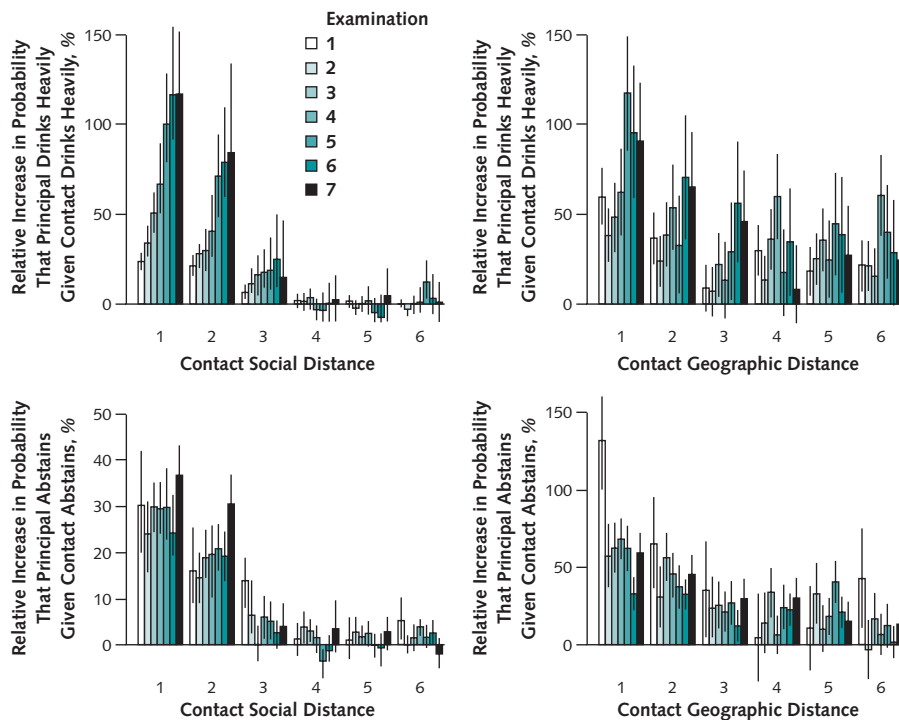 Examination
1
2
3
4
5
6
7
Relative Increase in Probability
That Principal Drinks Heavily
Given Contact Drinks Heavily, %
150
100
50
0
1 2 3 4 5 6
Contact Social Distance
Relative Increase in Probability
That Principal Drinks Heavily
Given Contact Drinks Heavily, %
150
100
50
0
1 2 3 4 5 6
Contact Geographic Distance
Relative Increase in Probability
That Principal Abstains
Given Contact Abstains, %
50
40
30
20
10
0
1 2 3 4 5 6
Contact Social Distance
Relative Increase in Probability
That Principal Abstains
Given Contact Abstains, %
150
100
50
0
1 2 3 4 5 6
Contact Geographic Distance